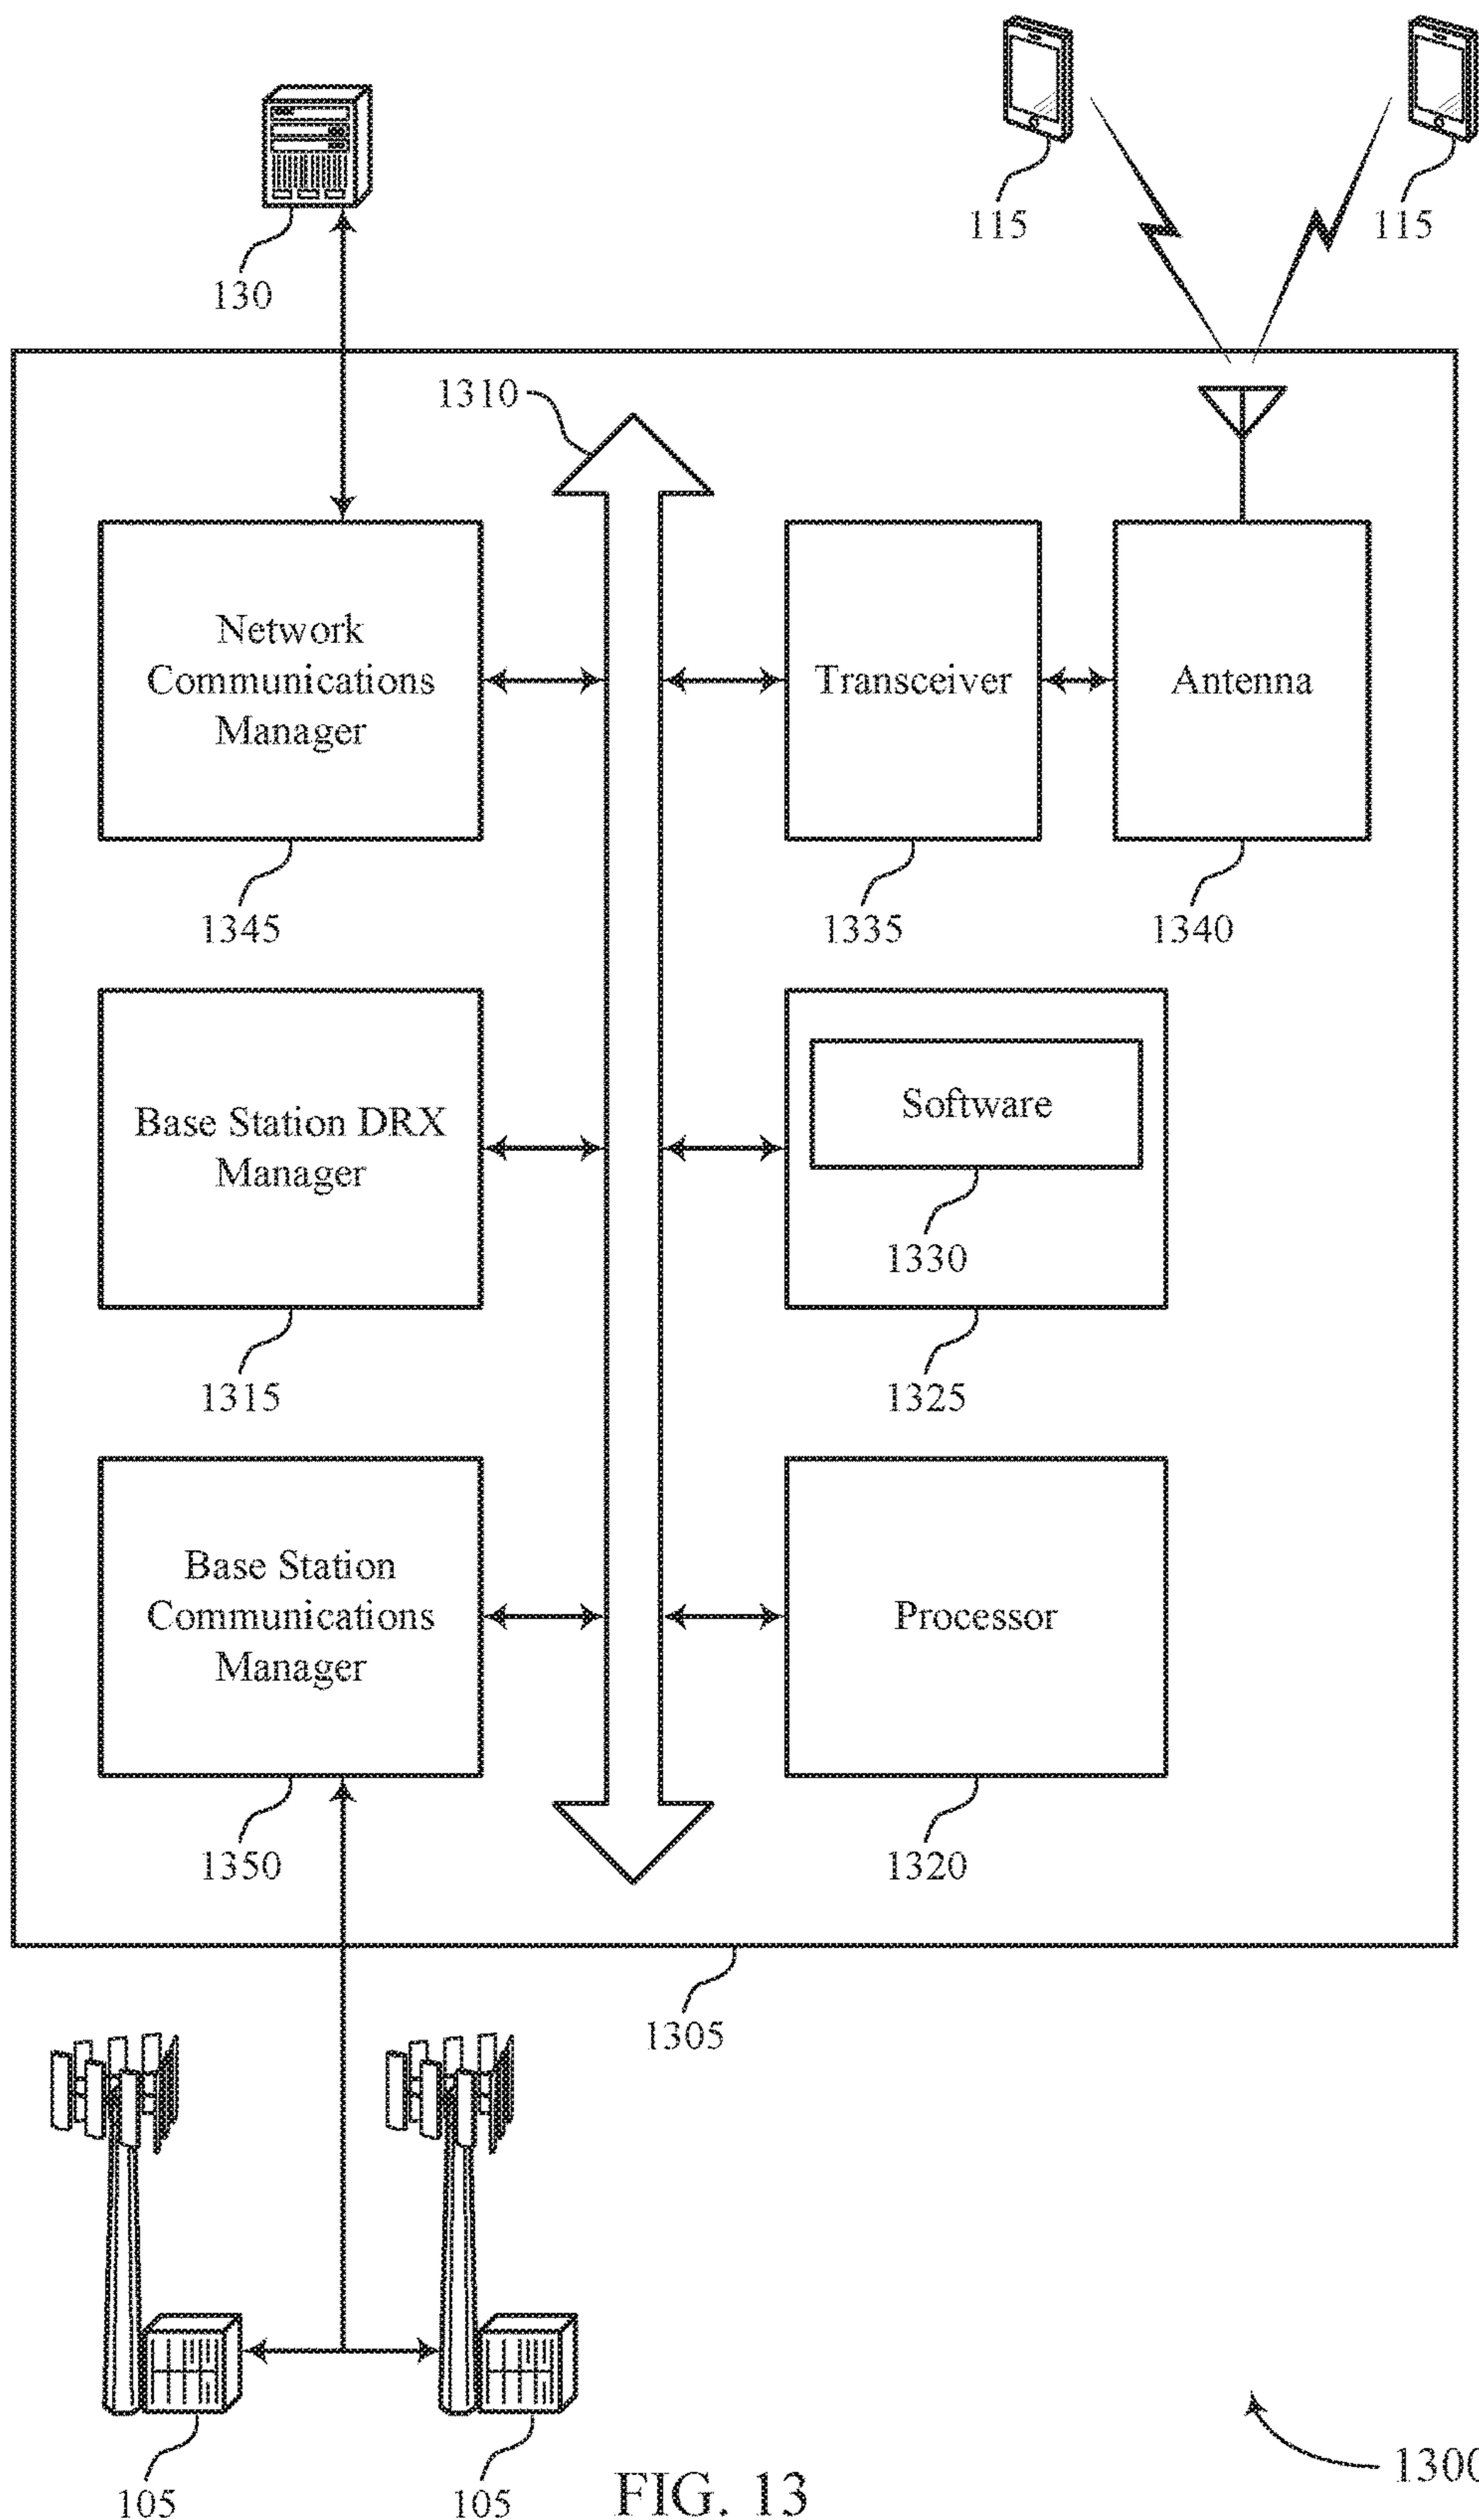 115
115
130
1310
Network
Communications
Manager
Transceiver
Antenna
1345
1335
1340
Base Station DRX
Manager
Software
1330
1315
1325
Base Station
Communications
Manager
Processor
1350
1320
1305
1300
105
105
FIG. 13